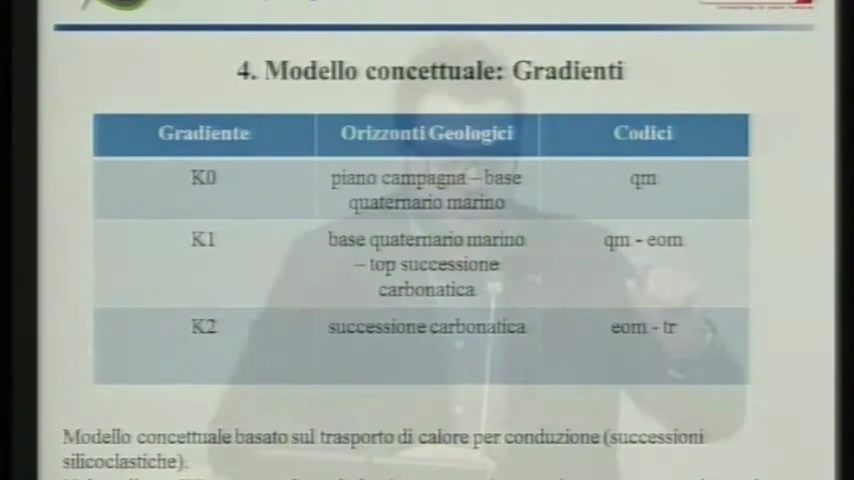 4. Modello concettuale: Gradienti
Gradiente Orizzonti Geologici Codici
K0 piano campagna – base qm
quaternario marino
K1 base quaternario marino qm - eom
– top successione
carbonatica
K2 successione carbonatica eom - tr
Modello concettuale basato sul trasporto di calore per conduzione (successioni
silicoclastiche).